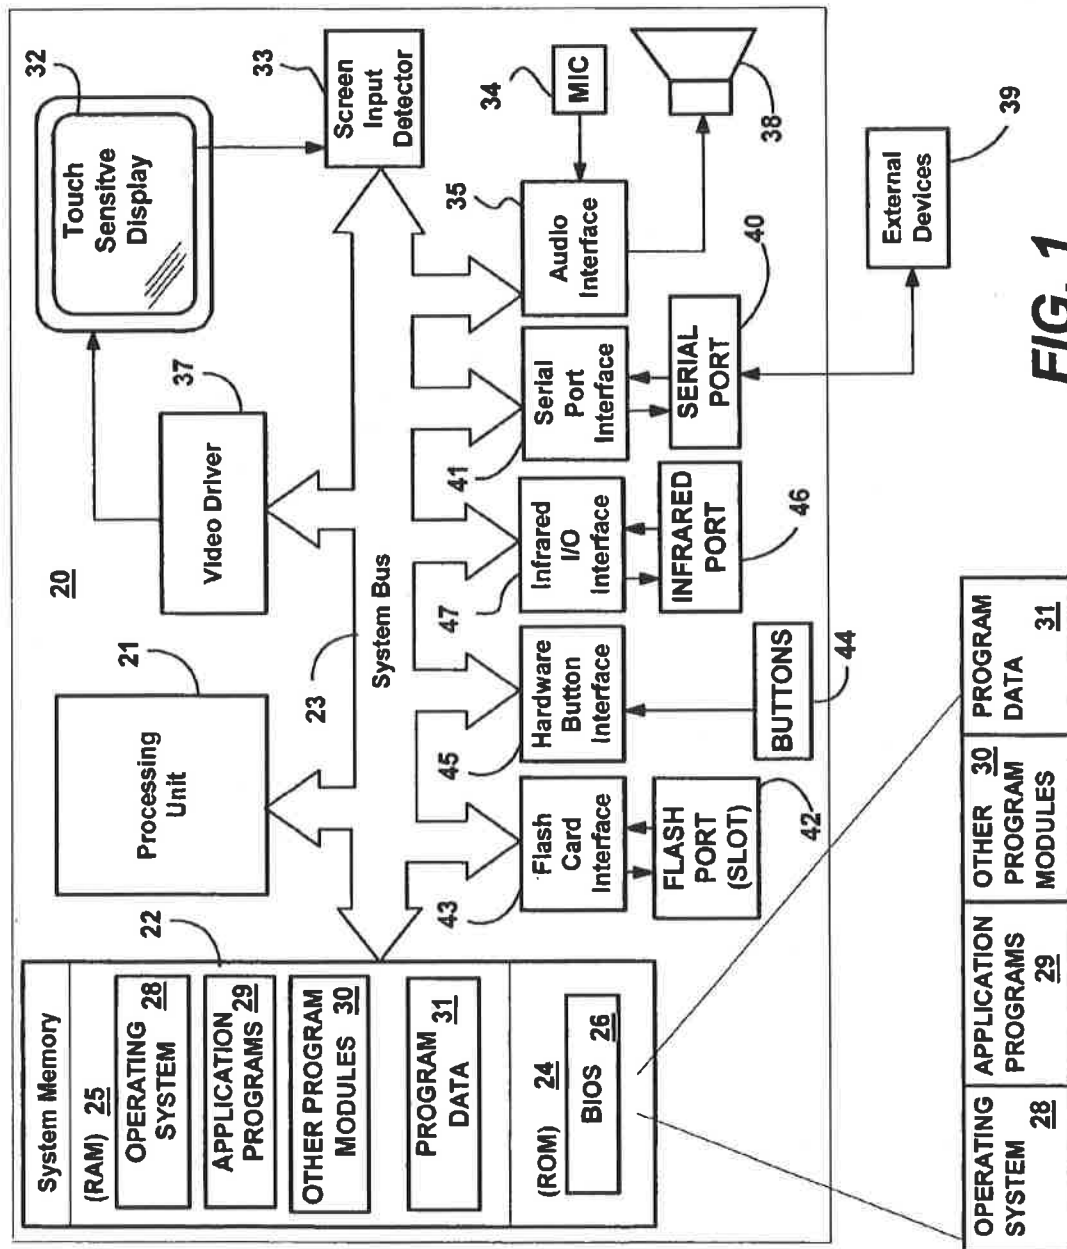 System Memory
(RAM) 25
OPERATING
SYSTEM 28
APPLICATION
PROGRAMS 29
OTHER PROGRAM
MODULES 30
PROGRAM
DATA 31
(ROM) 24
BIOS 26
22
Processing
Unit
21
20
Video Driver
37
Touch
Sensitve
Display
32
Screen
Input
Detector
33
23
System Bus
43
Flash
Card
Interface
45
Hardware
Button
Interface
47
Infrared
I/O
Interface
41
Serial
Port
Interface
35
Audio
Interface
34
MIC
38
FLASH
PORT
(SLOT)
42
BUTTONS
44
INFRARED
PORT
46
SERIAL
PORT
40
External
Devices
39
OPERATING
SYSTEM 28
APPLICATION
PROGRAMS
29
OTHER 30
PROGRAM
MODULES
PROGRAM
DATA 31
FIG. 1